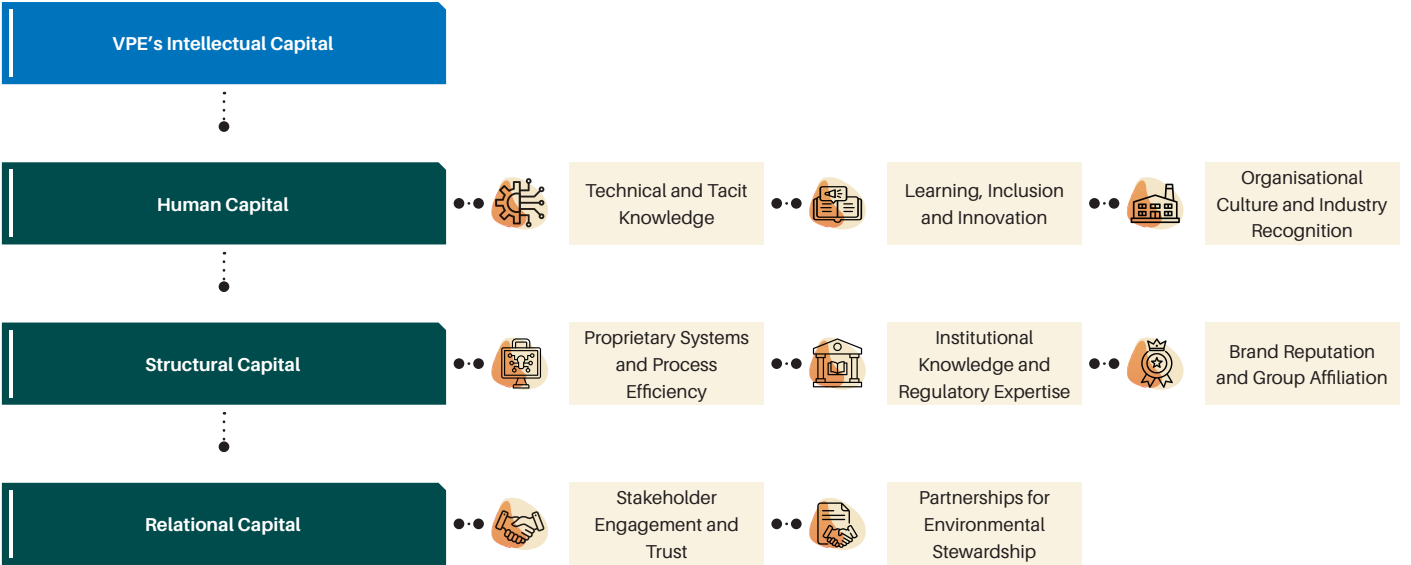 VPE’s Intellectual Capital
Human Capital
Technical and Tacit
Knowledge
Learning, Inclusion
and Innovation
Organisational
Culture and Industry
Recognition
Structural Capital
Proprietary Systems
and Process
Efficiency
Institutional
Knowledge and
Regulatory Expertise
Brand Reputation
and Group Affiliation
Relational Capital
Stakeholder
Engagement and
Trust
Partnerships for
Environmental
Stewardship